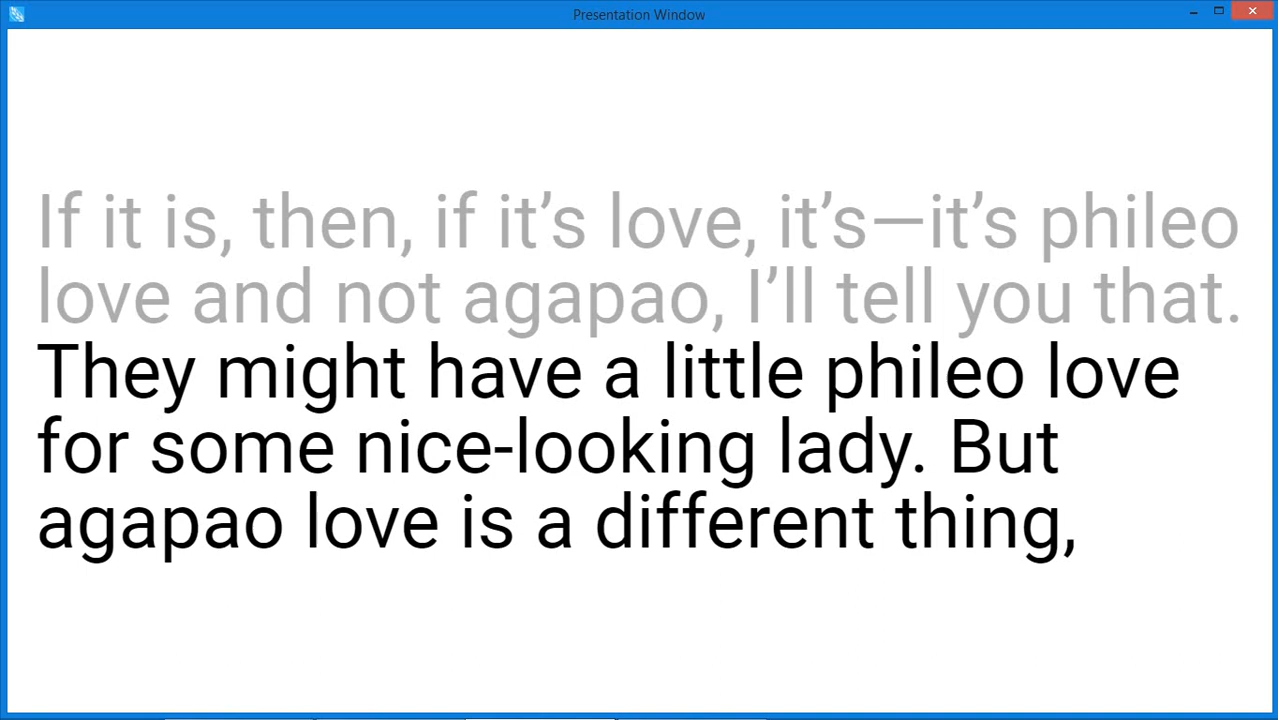 Presentation Window
If it is, then, if it’s love, it’s—it’s phileo
love and not agapao, I’ll tell you that.
They might have a little phileo love
for some nice-looking lady. But
agapao love is a different thing,